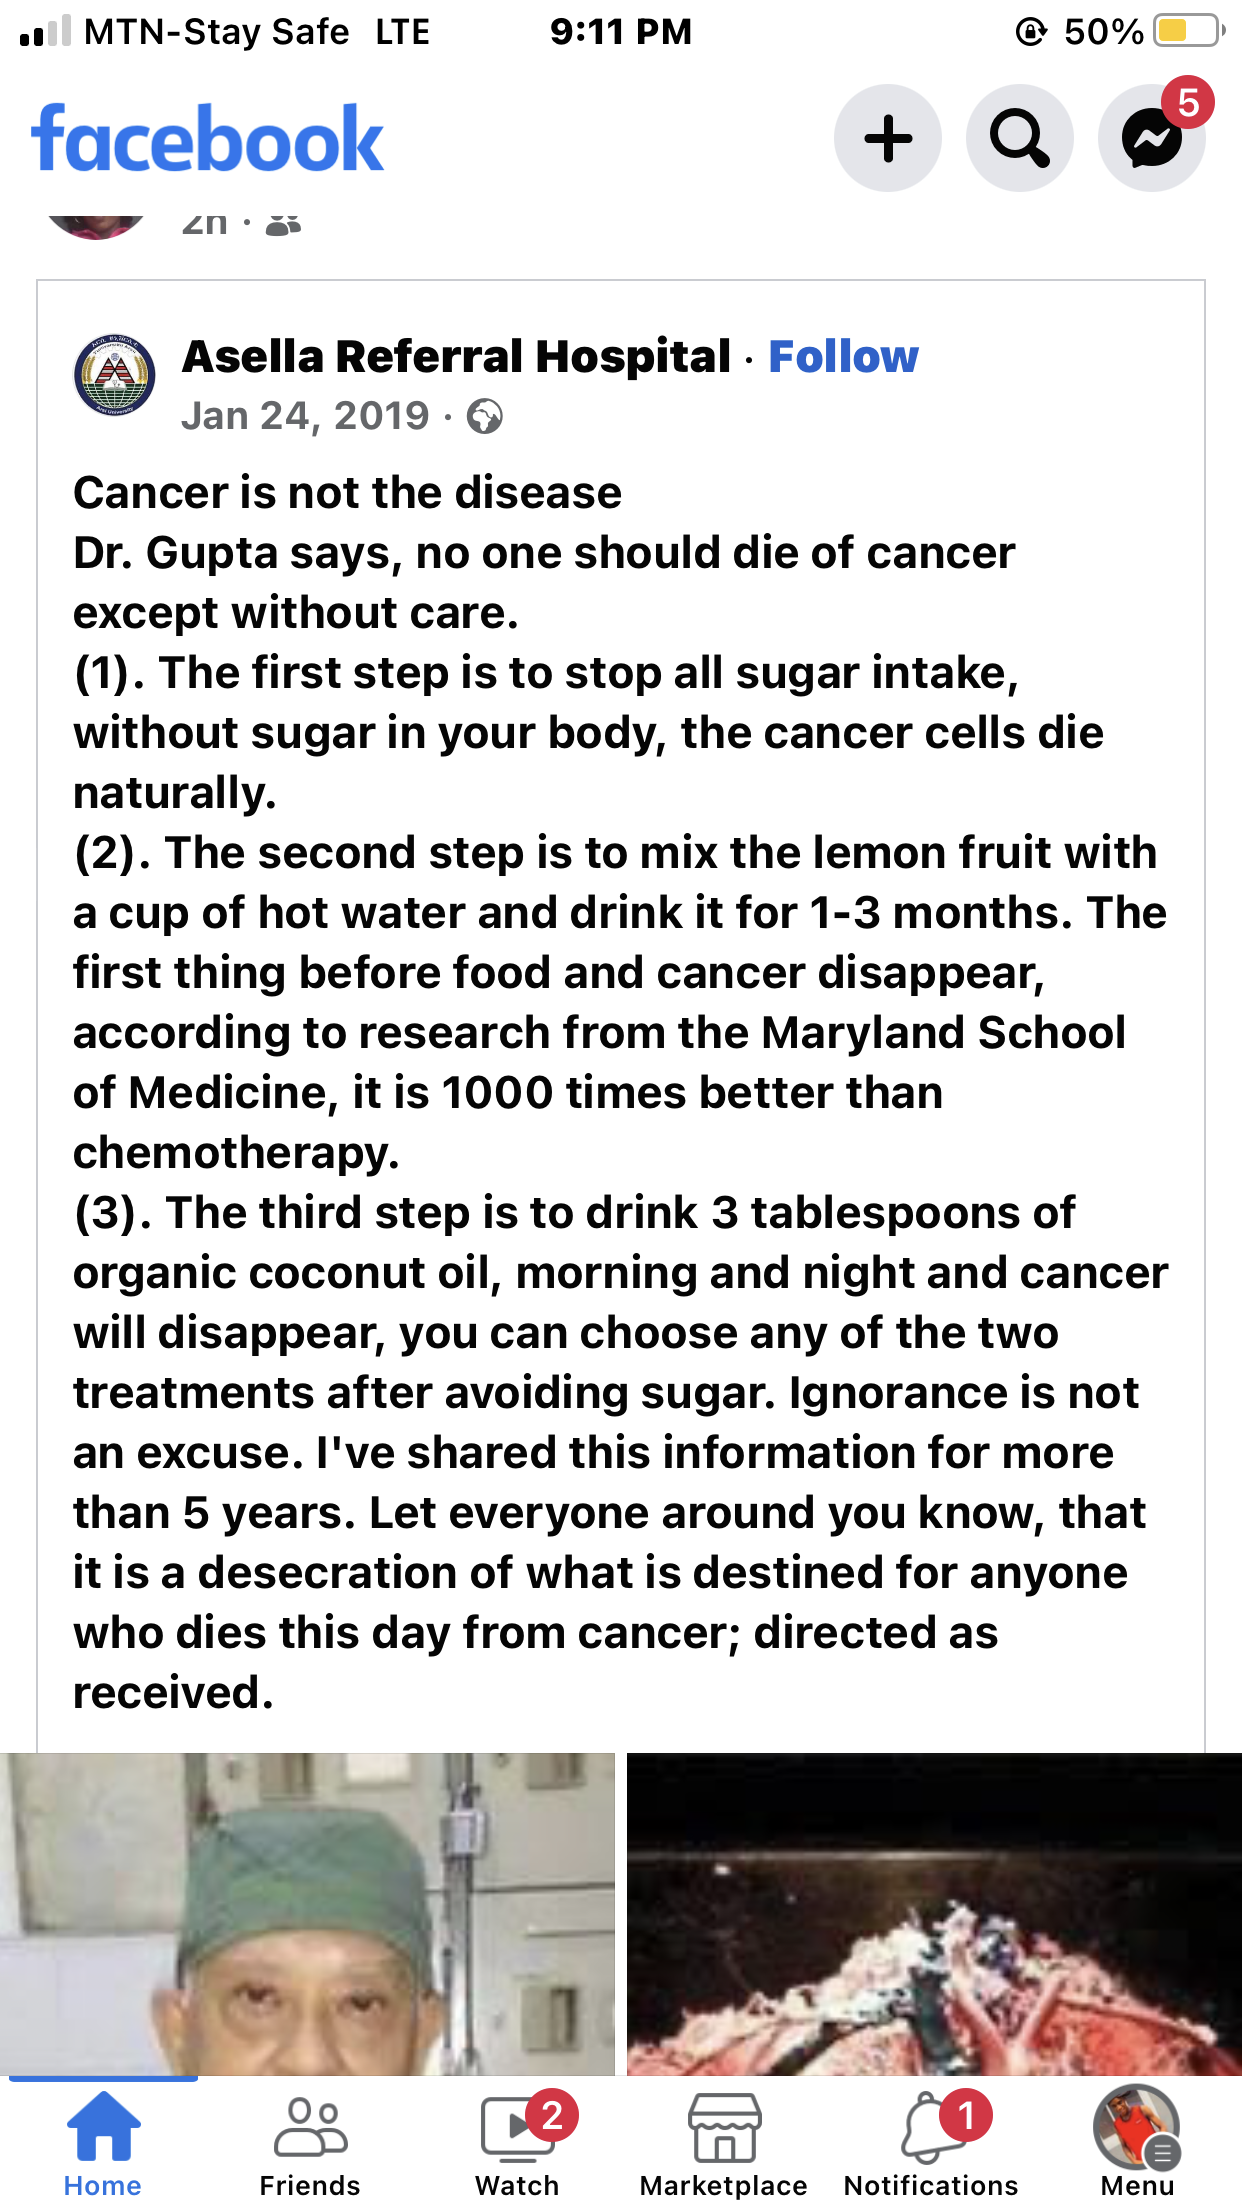 MTN-Stay Safe LTE 9:11 PM 50%
facebook 5
2h ·
Asella Referral Hospital · Follow
Jan 24, 2019 ·
Cancer is not the disease
Dr. Gupta says, no one should die of cancer
except without care.
(1). The first step is to stop all sugar intake,
without sugar in your body, the cancer cells die
naturally.
(2). The second step is to mix the lemon fruit with
a cup of hot water and drink it for 1-3 months. The
first thing before food and cancer disappear,
according to research from the Maryland School
of Medicine, it is 1000 times better than
chemotherapy.
(3). The third step is to drink 3 tablespoons of
organic coconut oil, morning and night and cancer
will disappear, you can choose any of the two
treatments after avoiding sugar. Ignorance is not
an excuse. I've shared this information for more
than 5 years. Let everyone around you know, that
it is a desecration of what is destined for anyone
who dies this day from cancer; directed as
received.
2 1
Home Friends Watch Marketplace Notifications Menu